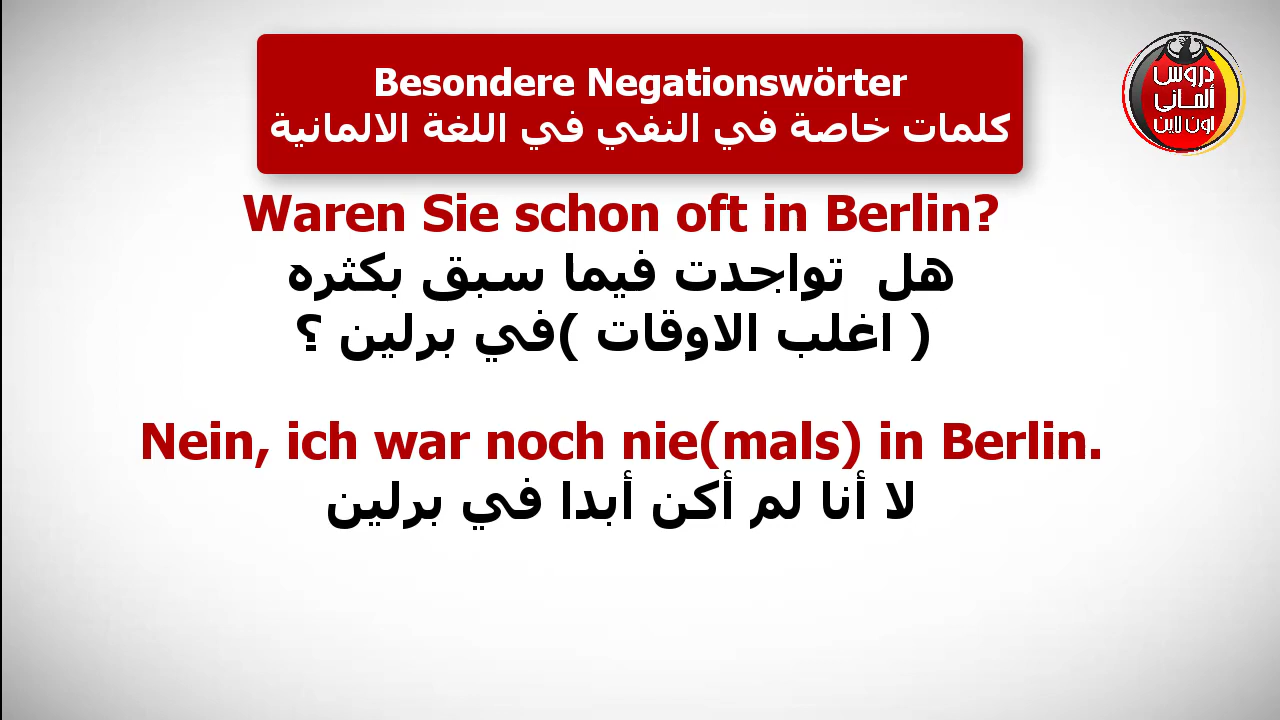 Besondere Negationswörter
كلمات خاصة في النفي في اللغة الالمانية
دروس
ألماني
اون لاين
Waren Sie schon oft in Berlin?
هل تواجدت فيما سبق بكثره
( اغلب الاوقات )في برلين ؟
Nein, ich war noch nie(mals) in Berlin.
لا أنا لم أكن أبدا في برلين